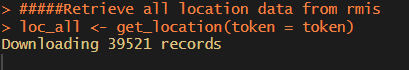 > #####Retrieve all location data from rmis
> loc_all <- get_location(token = token)
Downloading 39521 records